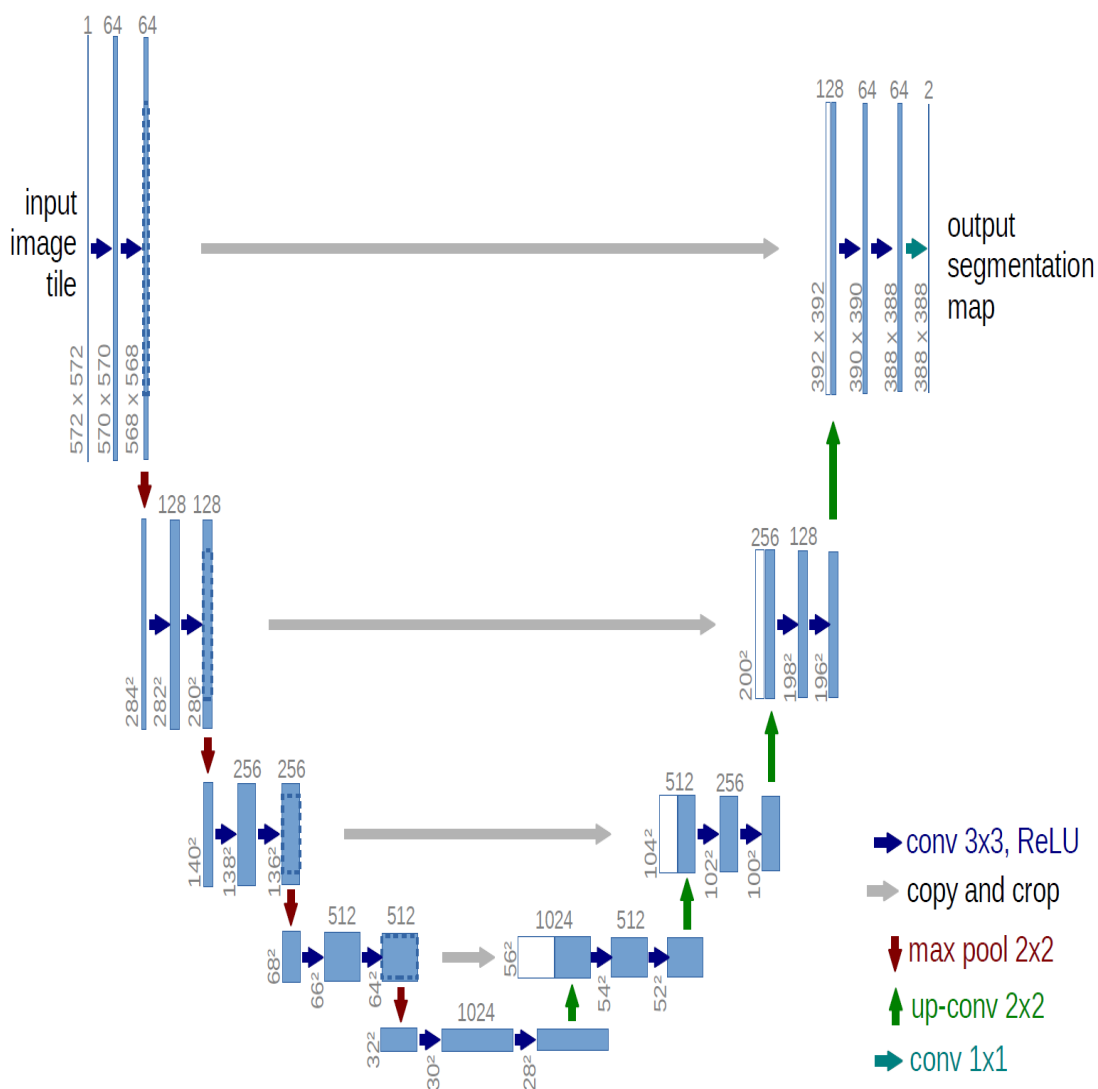 1 64 64
input
image
tile
572 x 572
570 x 570
568 x 568
128 64 64 2
output
segmentation
map
392 x 392
390 x 390
388 x 388
388 x 388
128 128
284²
282²
280²
256 128
200²
198²
196²
256 256
140²
138²
136²
512 256
104²
102²
100²
512 512
68²
66²
64²
1024 512
56²
54²
52²
1024
32²
30²
28²
conv 3x3, ReLU
copy and crop
max pool 2x2
up-conv 2x2
conv 1x1